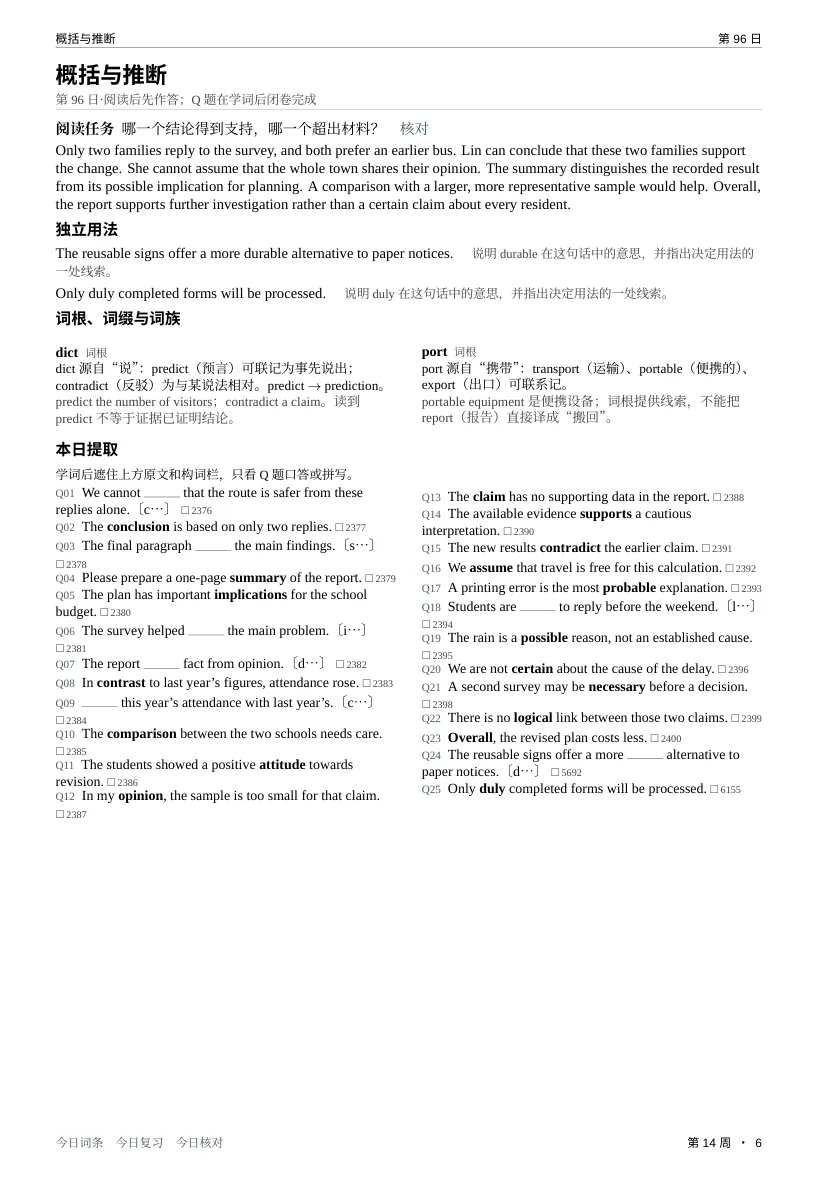 概括与推断 第 96 日
概括与推断
第 96 日·阅读后先作答；Q 题在学词后闭卷完成
阅读任务 哪一个结论得到支持，哪一个超出材料？ 核对
Only two families reply to the survey, and both prefer an earlier bus. Lin can conclude that these two families support
the change. She cannot assume that the whole town shares their opinion. The summary distinguishes the recorded result
from its possible implication for planning. A comparison with a larger, more representative sample would help. Overall,
the report supports further investigation rather than a certain claim about every resident.
独立用法
The reusable signs offer a more durable alternative to paper notices. 说明 durable 在这句话中的意思，并指出决定用法的
一处线索。
Only duly completed forms will be processed. 说明 duly 在这句话中的意思，并指出决定用法的一处线索。
词根、词缀与词族
dict 词根
dict 源自“说”：predict（预言）可联记为事先说出；
contradict（反驳）为与某说法相对。predict → prediction。
predict the number of visitors；contradict a claim。读到
predict 不等于证据已证明结论。
port 词根
port 源自“携带”：transport（运输）、portable（便携的）、
export（出口）可联系记。
portable equipment 是便携设备；词根提供线索，不能把
report（报告）直接译成“搬回”。
本日提取
学词后遮住上方原文和构词栏，只看 Q 题口答或拼写。
Q01 We cannot _____ that the route is safer from these
replies alone.〔c⋯〕 □ 2376
Q02 The conclusion is based on only two replies. □ 2377
Q03 The final paragraph _____ the main findings.〔s⋯〕
□ 2378
Q04 Please prepare a one-page summary of the report. □ 2379
Q05 The plan has important implications for the school
budget. □ 2380
Q06 The survey helped _____ the main problem.〔i⋯〕
□ 2381
Q07 The report _____ fact from opinion.〔d⋯〕 □ 2382
Q08 In contrast to last year’s figures, attendance rose. □ 2383
Q09 _____ this year’s attendance with last year’s.〔c⋯〕
□ 2384
Q10 The comparison between the two schools needs care.
□ 2385
Q11 The students showed a positive attitude towards
revision. □ 2386
Q12 In my opinion, the sample is too small for that claim.
□ 2387
Q13 The claim has no supporting data in the report. □ 2388
Q14 The available evidence supports a cautious
interpretation. □ 2390
Q15 The new results contradict the earlier claim. □ 2391
Q16 We assume that travel is free for this calculation. □ 2392
Q17 A printing error is the most probable explanation. □ 2393
Q18 Students are _____ to reply before the weekend.〔l⋯〕
□ 2394
Q19 The rain is a possible reason, not an established cause.
□ 2395
Q20 We are not certain about the cause of the delay. □ 2396
Q21 A second survey may be necessary before a decision.
□ 2398
Q22 There is no logical link between those two claims. □ 2399
Q23 Overall, the revised plan costs less. □ 2400
Q24 The reusable signs offer a more _____ alternative to
paper notices.〔d⋯〕 □ 5692
Q25 Only duly completed forms will be processed. □ 6155
今日词条 今日复习 今日核对 第 14 周 • 6